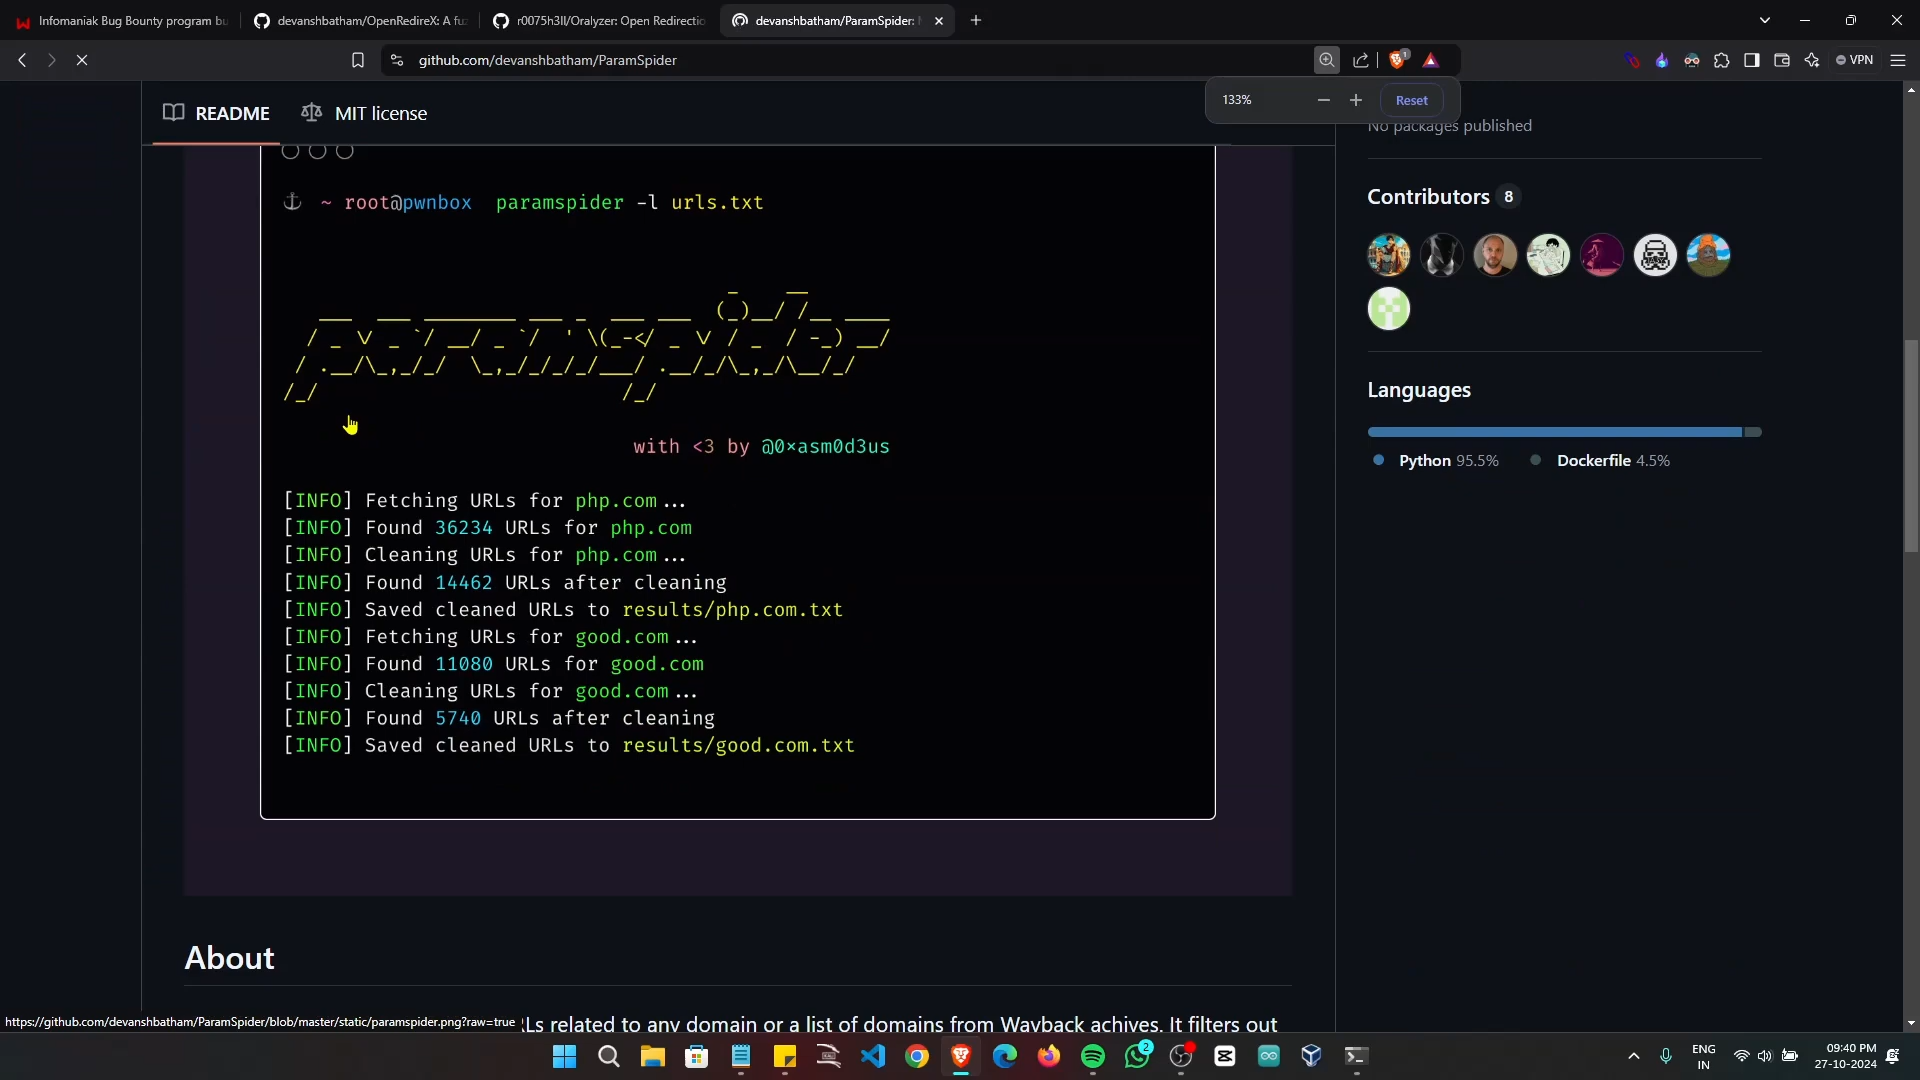 Infomaniak Bug Bounty program bu
devanshbatham/OpenRedireX: A fu
r0075h3ll/Oralyzer: Open Redirectio
devanshbatham/ParamSpider:
github.com/devanshbatham/ParamSpider
1
VPN
README
MIT license
133%
Reset
No packages published
~ root@pwnbox paramspider -l urls.txt
with <3 by @0×asm0d3us
[INFO] Fetching URLs for php.com...
[INFO] Found 36234 URLs for php.com
[INFO] Cleaning URLs for php.com...
[INFO] Found 14462 URLs after cleaning
[INFO] Saved cleaned URLs to results/php.com.txt
[INFO] Fetching URLs for good.com...
[INFO] Found 11080 URLs for good.com
[INFO] Cleaning URLs for good.com...
[INFO] Found 5740 URLs after cleaning
[INFO] Saved cleaned URLs to results/good.com.txt
Contributors 8
Languages
Python 95.5%
Dockerfile 4.5%
About
https://github.com/devanshbatham/ParamSpider/blob/master/static/paramspider.png?raw=true
RLs related to any domain or a list of domains from Wayback achives. It filters out
2
ENG
IN
09:40 PM
27-10-2024